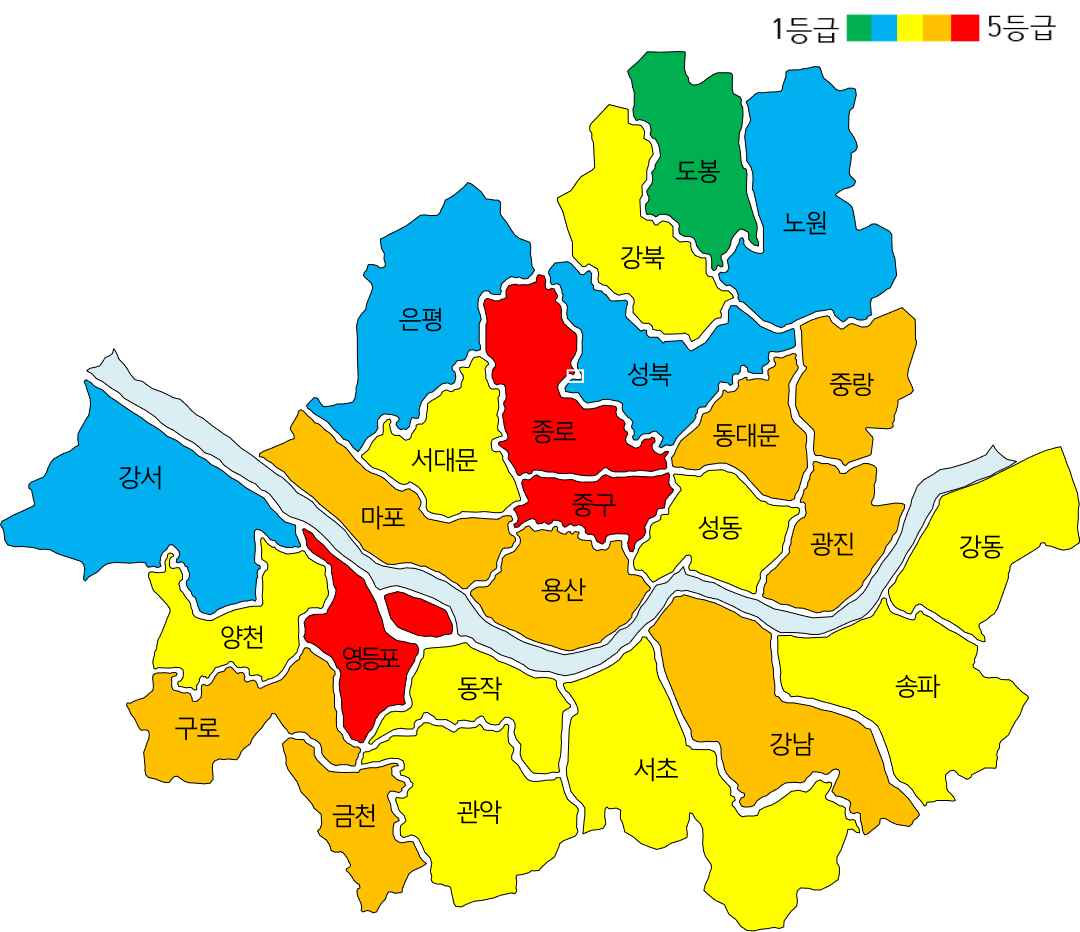 1등급 5등급
도봉
노원
강북
은평
성북
중랑
종로
동대문
서대문
강서
중구
마포
성동
광진
강동
용산
양천
영등포
동작
송파
구로
강남
서초
관악
금천